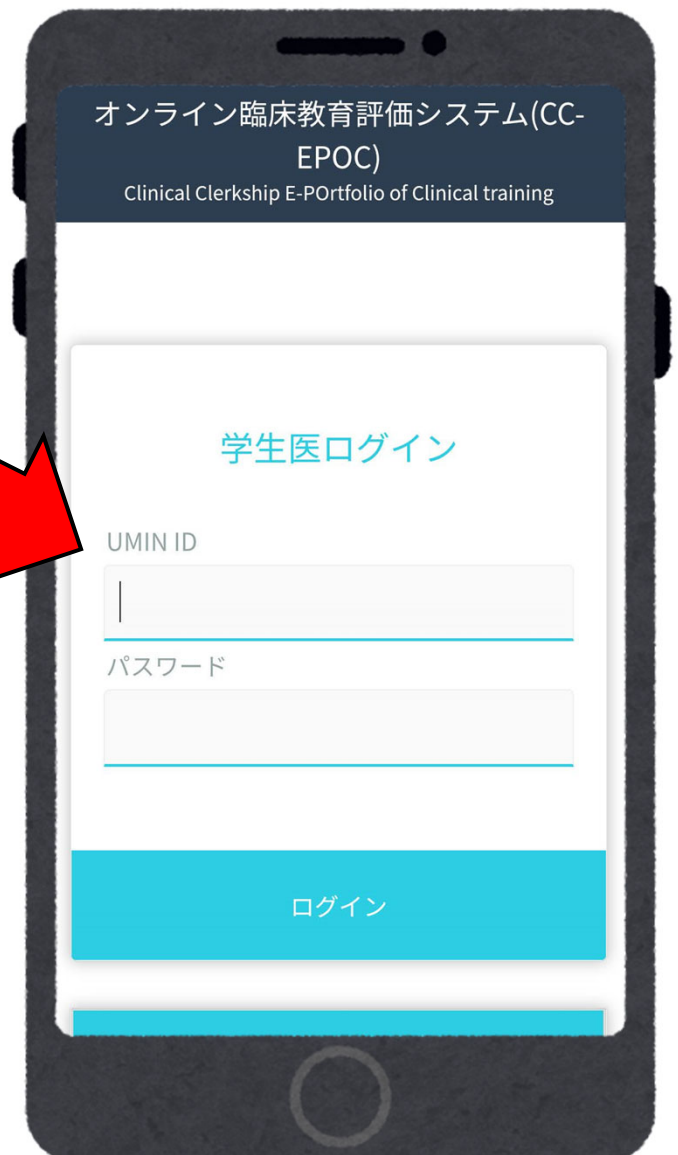 オンライン臨床教育評価システム(CC-
EPOC)
Clinical Clerkship E-POrtfolio of Clinical training
学生医ログイン
UMIN ID
パスワード
ログイン